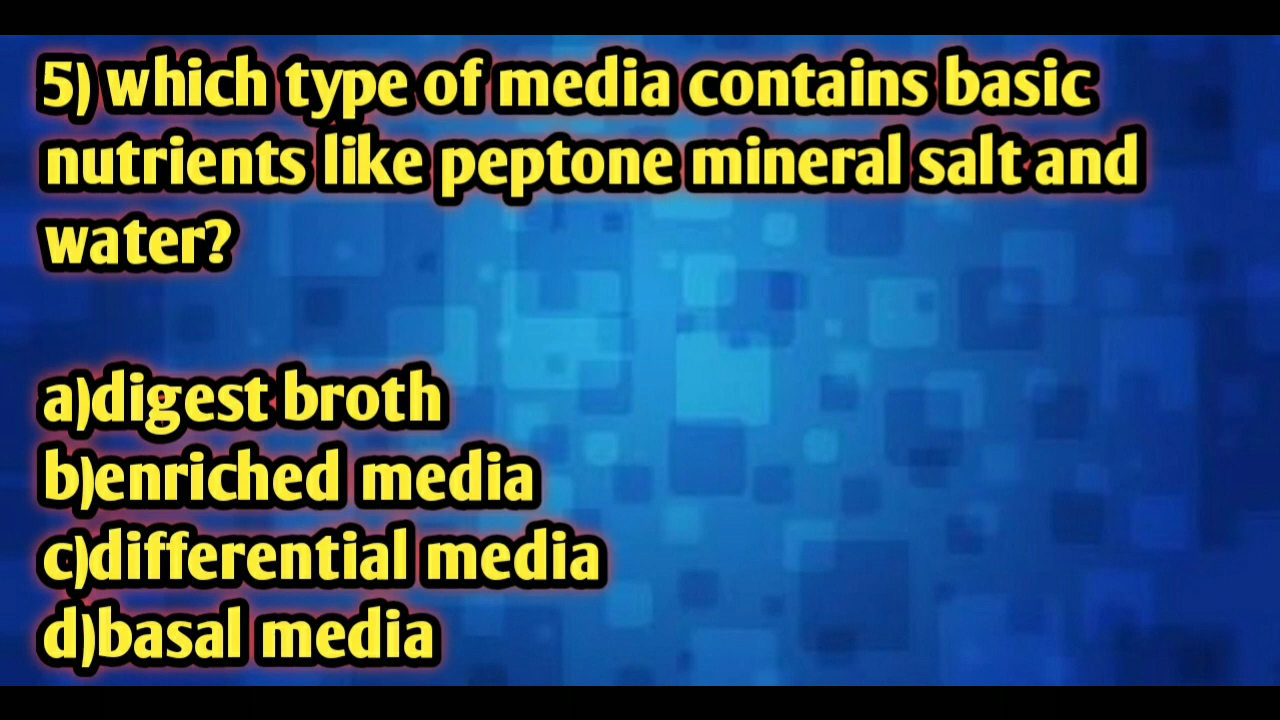 5) which type of media contains basic
nutrients like peptone mineral salt and
water?
a)digest broth
b)enriched media
c)differential media
d)basal media